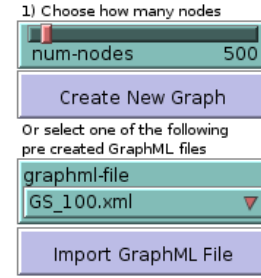 1) Choose how many nodes
num-nodes 500
Create New Graph
Or select one of the following
pre created GraphML files
graphml-file
GS_100.xml
Import GraphML File